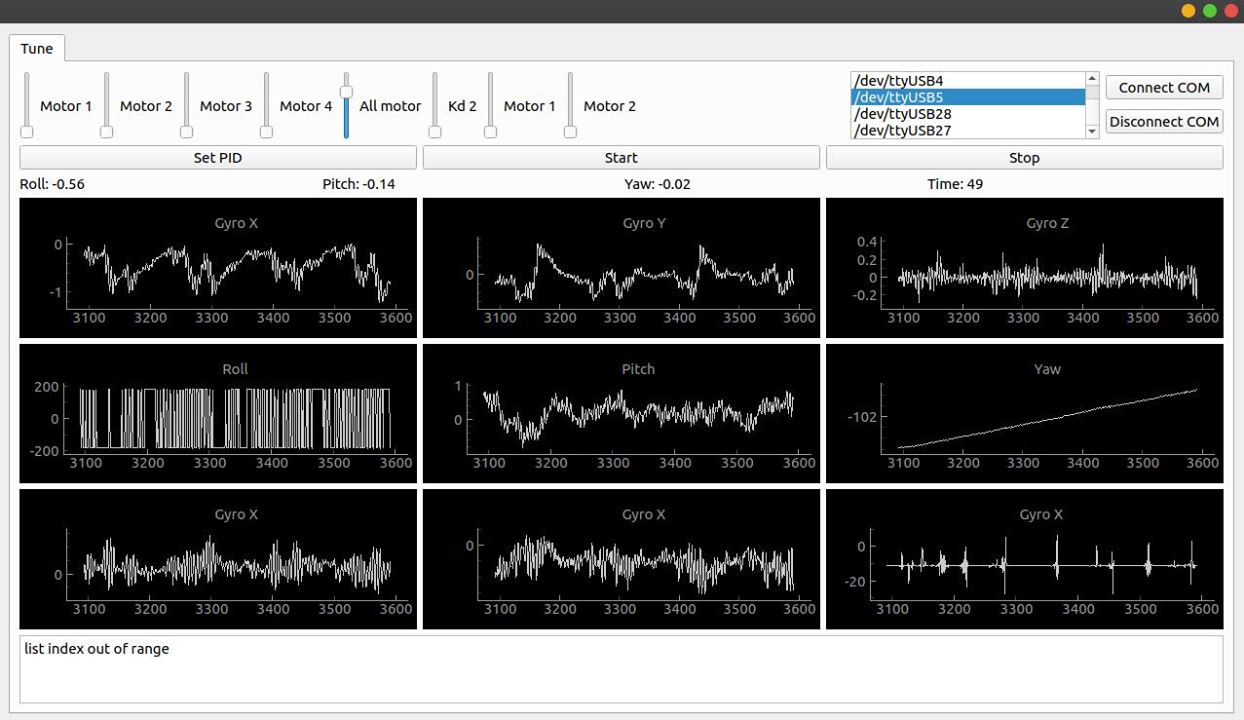 Tune
Motor 1 Motor 2 Motor 3 Motor 4 All motor Kd 2 Motor 1 Motor 2
/dev/ttyUSB4
/dev/ttyUSB5
/dev/ttyUSB28
/dev/ttyUSB27
Connect COM
Disconnect COM
Set PID Start Stop
Roll: -0.56 Pitch: -0.14 Yaw: -0.02 Time: 49
Gyro X
0
-1
3100 3200 3300 3400 3500 3600
Gyro Y
0
3100 3200 3300 3400 3500 3600
Gyro Z
0.4
0.2
0
-0.2
3100 3200 3300 3400 3500 3600
Roll
200
0
-200
3100 3200 3300 3400 3500 3600
Pitch
1
0
3100 3200 3300 3400 3500 3600
Yaw
-102
3100 3200 3300 3400 3500 3600
Gyro X
0
3100 3200 3300 3400 3500 3600
Gyro X
0
3100 3200 3300 3400 3500 3600
Gyro X
0
-20
3100 3200 3300 3400 3500 3600
list index out of range